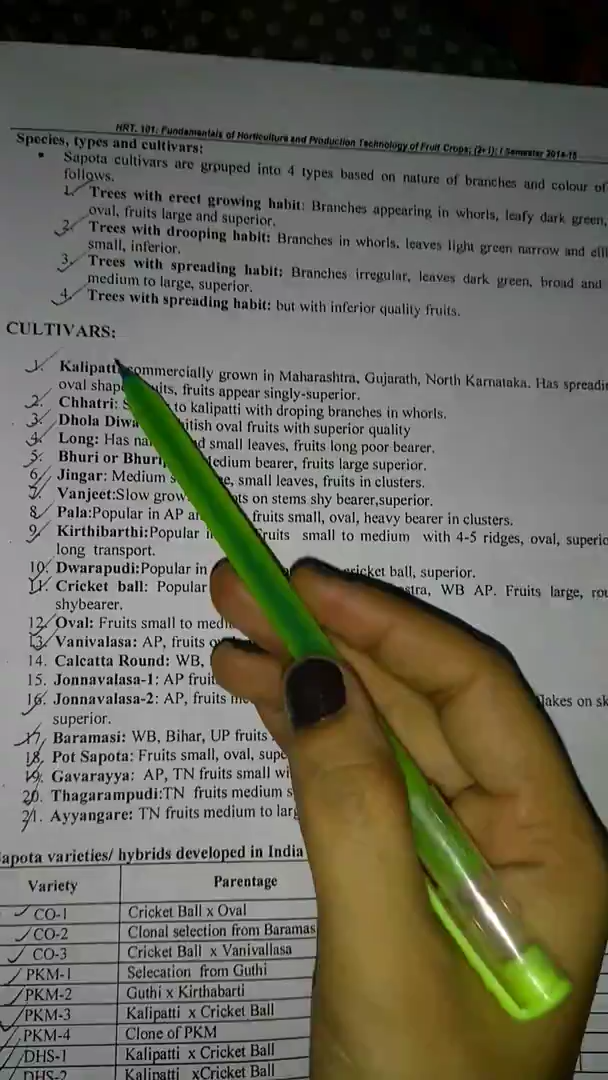 HRT. 101: Fundamentals of Horticulture and Production Technology of Fruit Crops; (2+1); I Semester 2014-15
Species, types and cultivars:
• Sapota cultivars are grouped into 4 types based on nature of branches and colour of
follows.
1. Trees with erect growing habit: Branches appearing in whorls, leafy dark green,
oval, fruits large and superior.
2. Trees with drooping habit: Branches in whorls, leaves light green narrow and
small, inferior.
3. Trees with spreading habit: Branches irregular, leaves dark green, broad and
medium to large, superior.
4. Trees with spreading habit: but with inferior quality fruits.
CULTIVARS:
1. Kalipatti commercially grown in Maharashtra, Gujarath, North Karnataka. Has
oval fruits, fruits appear singly-superior.
2. Chhatri: to kalipatti with droping branches in whorls.
3. Dhola oval fruits with superior quality
4. Long: Has small leaves, fruits long poor bearer.
5. Bhuri or bearer, fruits large superior.
6. Jingar: Medium small leaves, fruits in clusters.
7. Vanjeet:Slow on stems shy bearer,superior.
8. Pala:Popular in AP fruits small, oval, heavy bearer in clusters.
9. Kirthibarthi:Popular small to medium with 4-5 ridges, oval,
long transport.
10. Dwarapudi:Popular in cricket ball, superior.
11. Cricket ball: Popular WB AP. Fruits large,
shybearer.
12. Oval: Fruits small to
13. Vanivalasa: AP, fruits
14. Calcatta Round: WB,
15. Jonnavalasa-1: AP
16. Jonnavalasa-2: AP, fruits on
superior.
17. Baramasi: WB, Bihar, UP fruits
18. Pot Sapota: Fruits small, oval,
19. Gavarayya: AP, TN fruits small
20. Thagarampudi:TN fruits medium
21. Ayyangare: TN fruits medium to
varieties/ hybrids developed in India
Variety Parentage
CO-1 Cricket Ball x Oval
CO-2 Clonal selection from
CO-3 Cricket Ball x Vanivallasa
PKM-1 Selecation from Guthi
PKM-2 Guthi x Kirthabarti
PKM-3 Kalipatti x Cricket Ball
PKM-4 Clone of PKM
DHS-1 Kalipatti x Cricket Ball
DHS-2 Kalipatti xCricket Ball